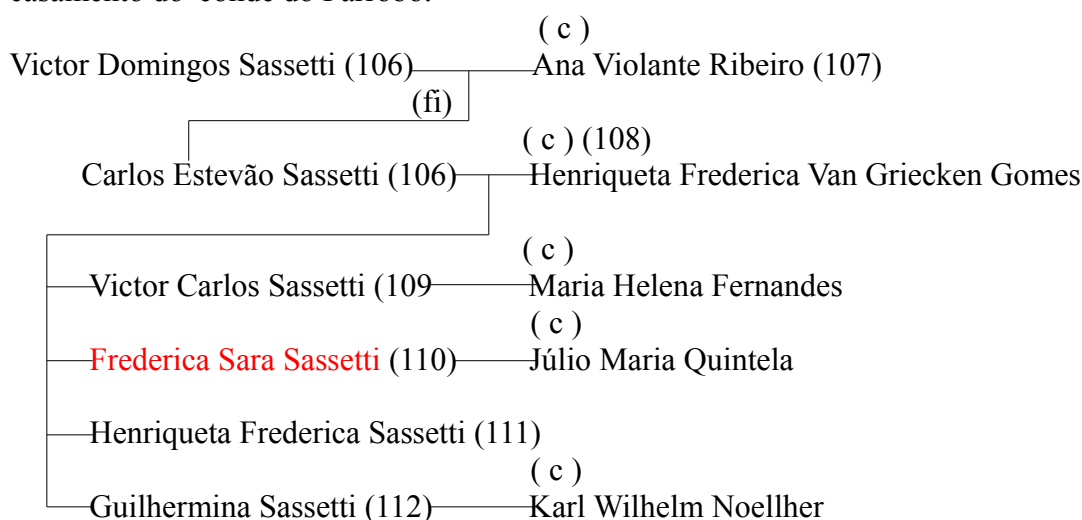 ( c )
Victor Domingos Sassetti (106) Ana Violante Ribeiro (107)
(fi)
( c ) (108)
Carlos Estevão Sassetti (106) Henriqueta Frederica Van Griecken Gomes
( c )
Victor Carlos Sassetti (109 Maria Helena Fernandes
( c )
Frederica Sara Sassetti (110) Júlio Maria Quintela
Henriqueta Frederica Sassetti (111)
( c )
Guilhermina Sassetti (112) Karl Wilhelm Noellher